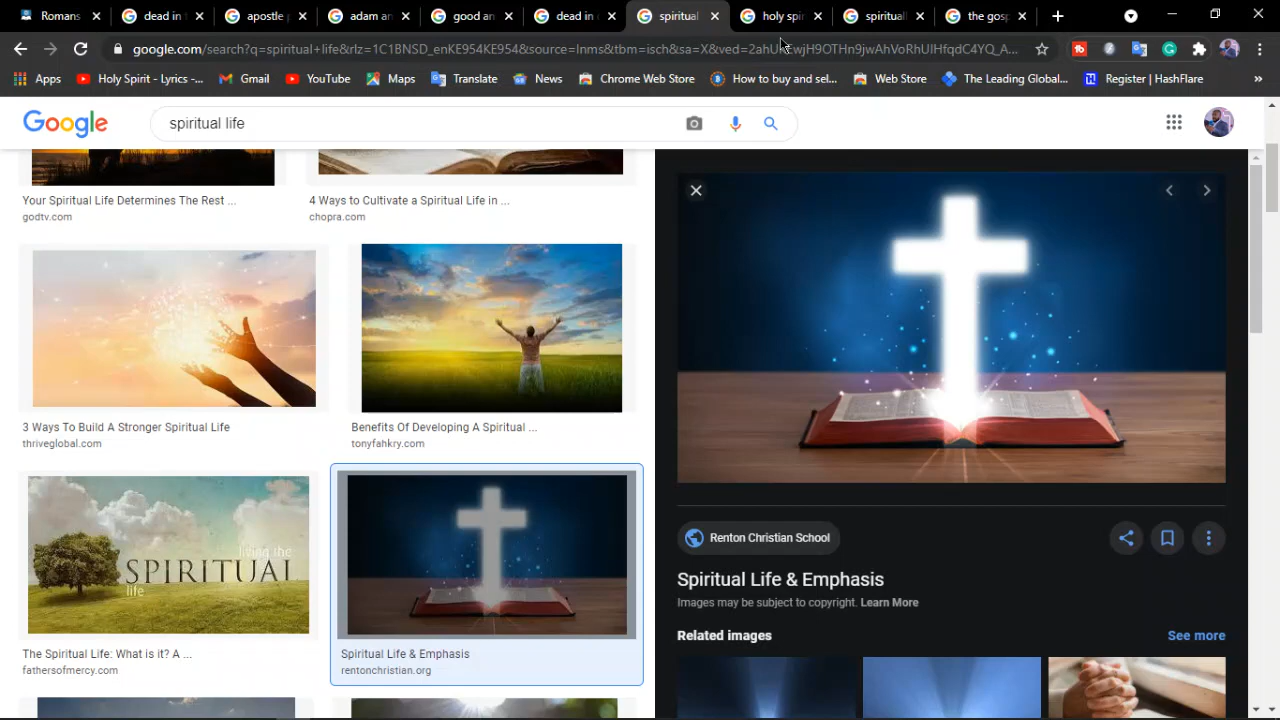 Romans
dead in t
apostle p
adam an
good an
dead in o
spiritual
holy spir
spirituall
the gosp
google.com/search?q=spiritual+life&rlz=1C1BNSD_enKE954KE954&source=lnms&tbm=isch&sa=X&ved=2ahU
Apps
Holy Spirit - Lyrics -...
Gmail
YouTube
Maps
Translate
News
Chrome Web Store
How to buy and sel...
Web Store
The Leading Global...
Register | HashFlare
»
Google
spiritual life
Your Spiritual Life Determines The Rest ...
godtv.com
4 Ways to Cultivate a Spiritual Life in ...
chopra.com
3 Ways To Build A Stronger Spiritual Life
thriveglobal.com
Benefits Of Developing A Spiritual ...
tonyfahkry.com
living the
SPIRITUAL
life
The Spiritual Life: What is it? A ...
fathersofmercy.com
Spiritual Life & Emphasis
rentonchristian.org
Renton Christian School
Spiritual Life & Emphasis
Images may be subject to copyright. Learn More
Related images
See more